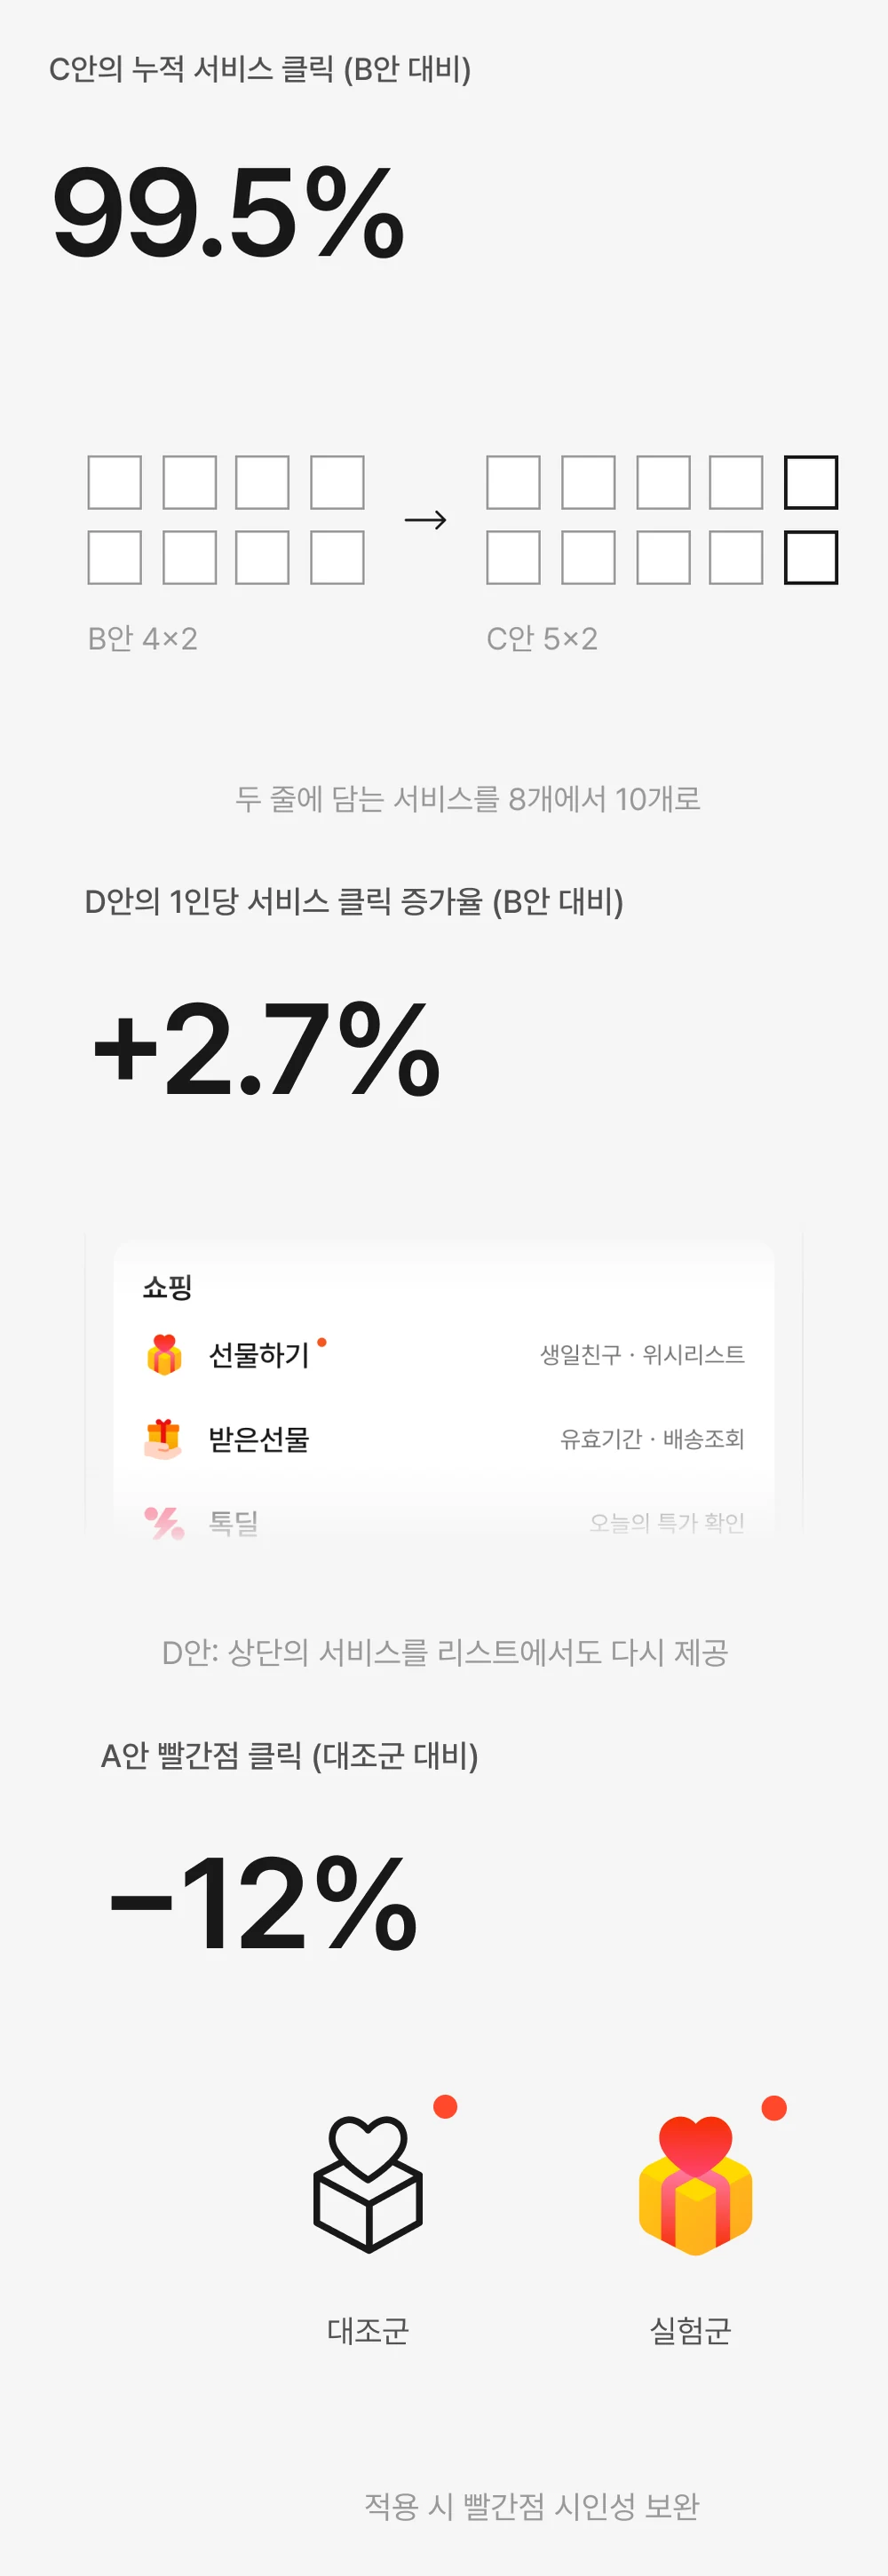 C안의 누적 서비스 클릭 (B안 대비)
99.5%
→
B안 4×2
C안 5×2
두 줄에 담는 서비스를 8개에서 10개로
D안의 1인당 서비스 클릭 증가율 (B안 대비)
+2.7%
쇼핑
선물하기 생일친구 · 위시리스트
받은선물 유효기간 · 배송조회
톡딜 오늘의 특가 확인
D안: 상단의 서비스를 리스트에서도 다시 제공
A안 빨간점 클릭 (대조군 대비)
−12%
대조군 실험군
적용 시 빨간점 시인성 보완